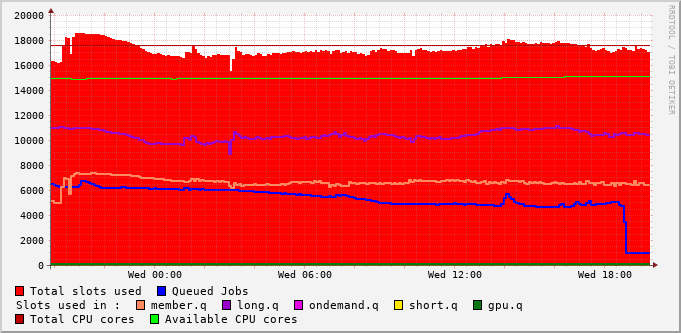 20000
18000
16000
14000
12000
10000
8000
6000
4000
2000
0
Wed 00:00 Wed 06:00 Wed 12:00 Wed 18:00
RRDTOOL / TOBI OETIKER
Total slots used Queued Jobs
Slots used in : member.q long.q ondemand.q short.q gpu.q
Total CPU cores Available CPU cores